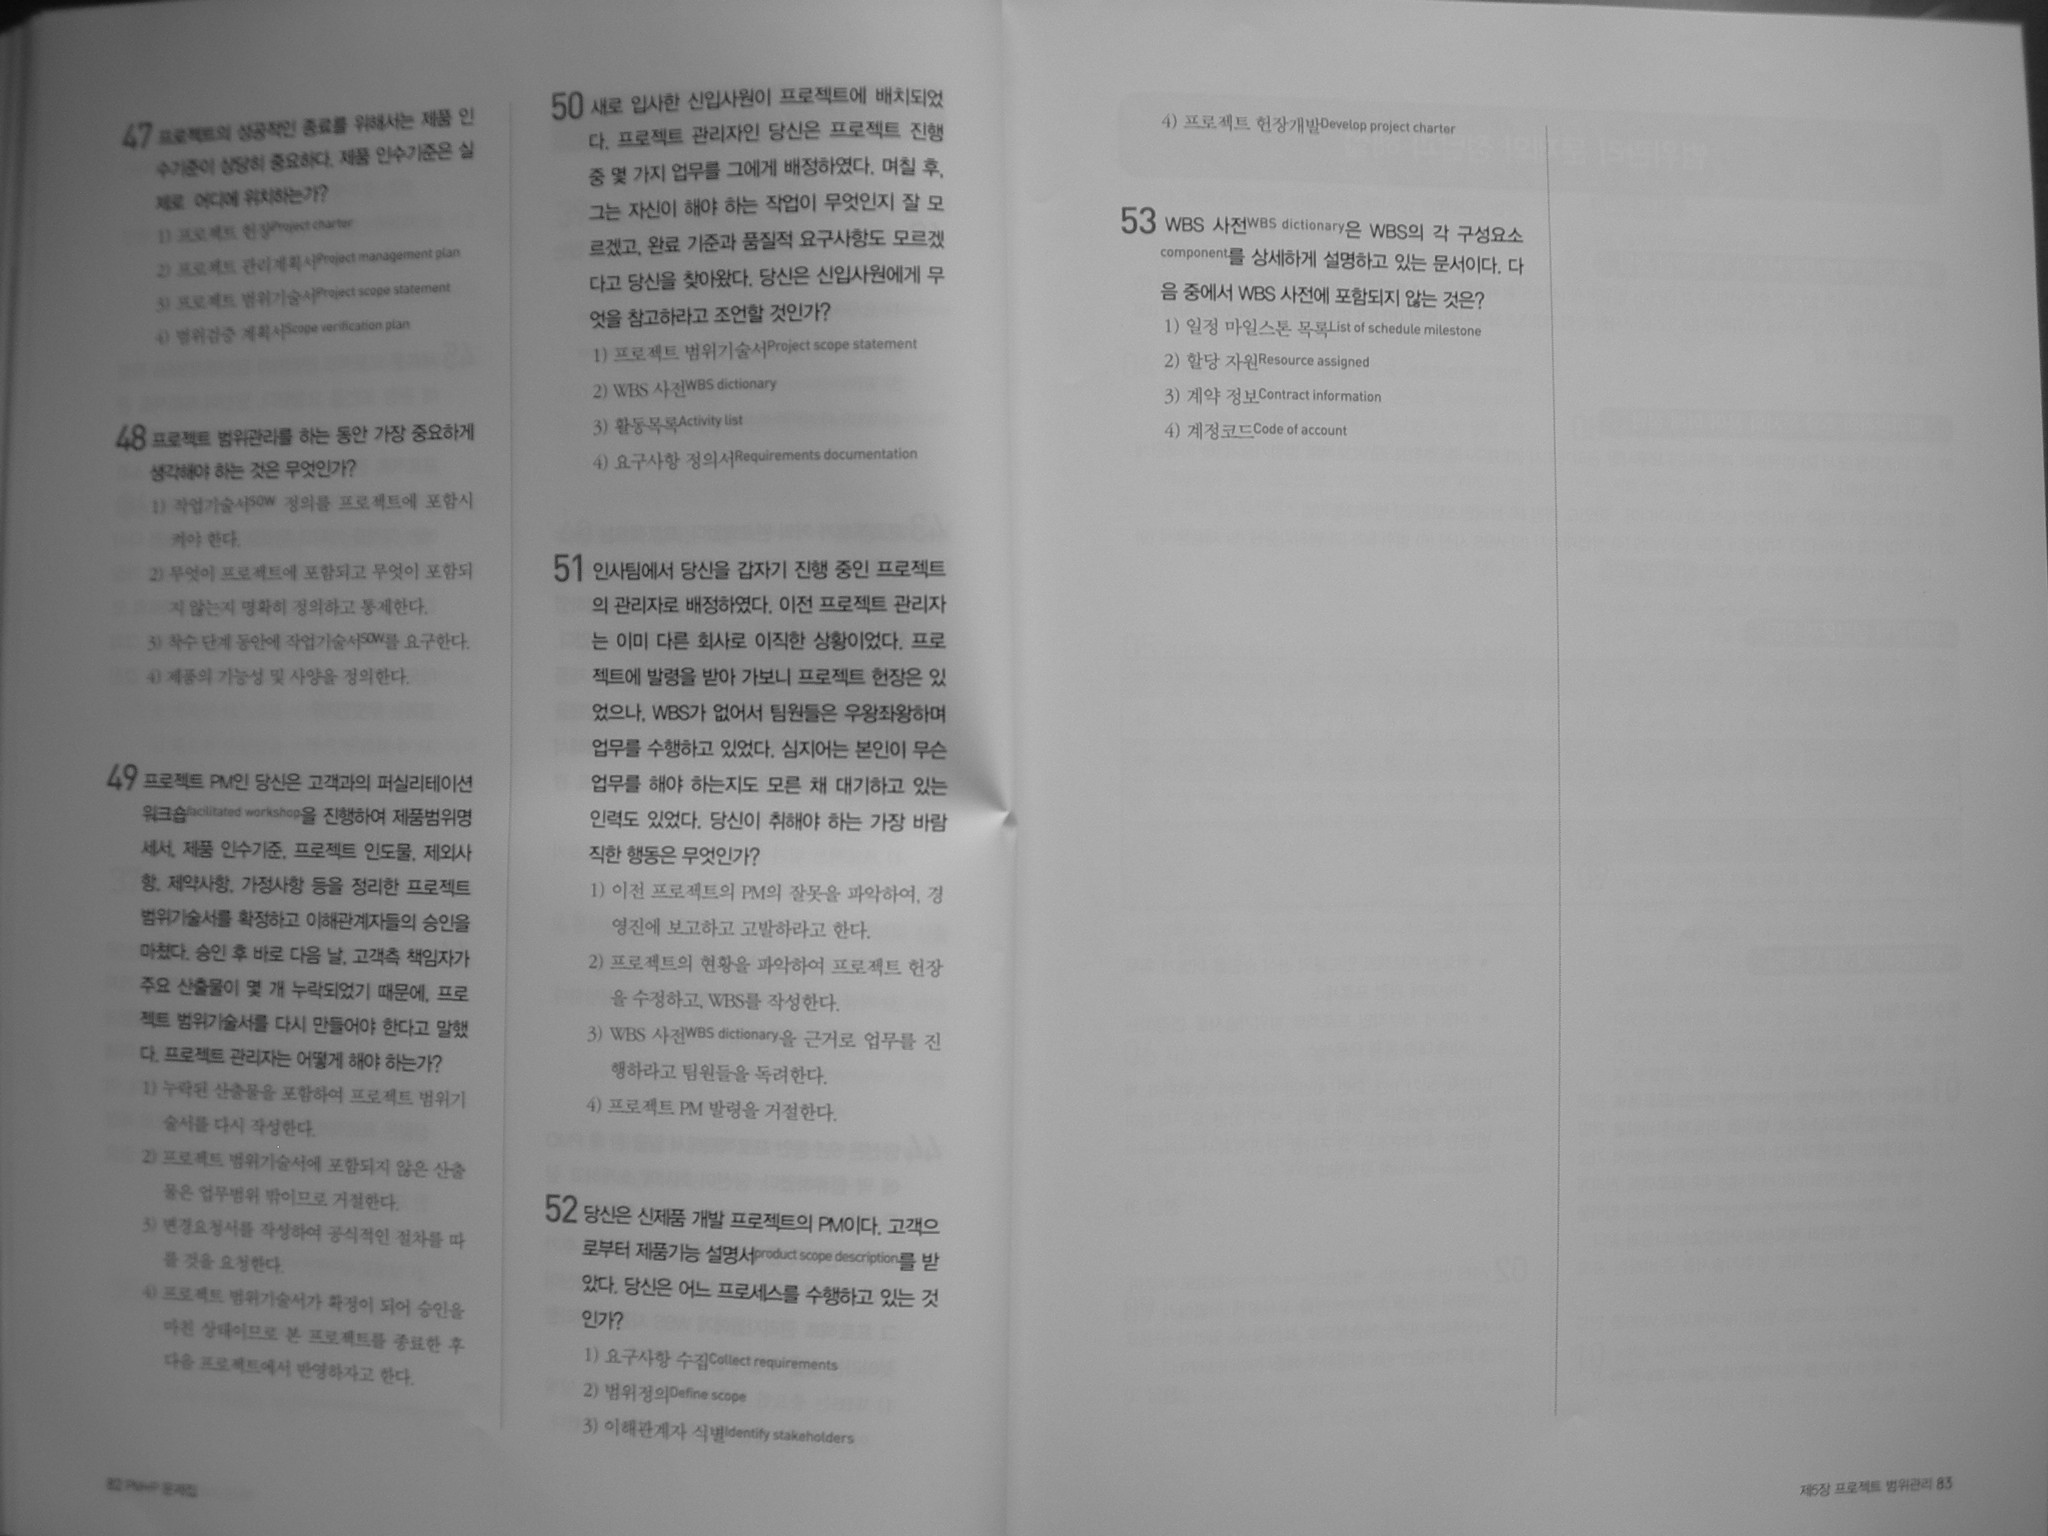 47 프로젝트의 성공적인 종료를 위해서는 제품 인
수기준이 상당히 중요하다. 제품 인수기준은 실
제로 어디에 위치하는가?
1) 프로젝트 헌장Project charter
2) 프로젝트 관리계획서Project management plan
3) 프로젝트 범위기술서Project scope statement
4) 범위검증 계획서Scope verification plan
48 프로젝트 범위관리를 하는 동안 가장 중요하게
생각해야 하는 것은 무엇인가?
1) 작업기술서SOW 정의를 프로젝트에 포함시
켜야 한다.
2) 무엇이 프로젝트에 포함되고 무엇이 포함되
지 않는지 명확히 정의하고 통제한다.
3) 착수 단계 동안에 작업기술서SOW를 요구한다.
4) 제품의 기능성 및 사양을 정의한다.
49 프로젝트 PM인 당신은 고객과의 퍼실리테이션
워크숍facilitated workshop을 진행하여 제품범위명
세서, 제품 인수기준, 프로젝트 인도물, 제외사
항, 제약사항, 가정사항 등을 정리한 프로젝트
범위기술서를 확정하고 이해관계자들의 승인을
마쳤다. 승인 후 바로 다음 날, 고객측 책임자가
주요 산출물이 몇 개 누락되었기 때문에, 프로
젝트 범위기술서를 다시 만들어야 한다고 말했
다. 프로젝트 관리자는 어떻게 해야 하는가?
1) 누락된 산출물을 포함하여 프로젝트 범위기
술서를 다시 작성한다.
2) 프로젝트 범위기술서에 포함되지 않은 산출
물은 업무범위 밖이므로 거절한다.
3) 변경요청서를 작성하여 공식적인 절차를 따
를 것을 요청한다.
4) 프로젝트 범위기술서가 확정이 되어 승인을
마친 상태이므로 본 프로젝트를 종료한 후
다음 프로젝트에서 반영하자고 한다.
50 새로 입사한 신입사원이 프로젝트에 배치되었
다. 프로젝트 관리자인 당신은 프로젝트 진행
중 몇 가지 업무를 그에게 배정하였다. 며칠 후,
그는 자신이 해야 하는 작업이 무엇인지 잘 모
르겠고, 완료 기준과 품질적 요구사항도 모르겠
다고 당신을 찾아왔다. 당신은 신입사원에게 무
엇을 참고하라고 조언할 것인가?
1) 프로젝트 범위기술서Project scope statement
2) WBS 사전WBS dictionary
3) 활동목록Activity list
4) 요구사항 정의서Requirements documentation
51 인사팀에서 당신을 갑자기 진행 중인 프로젝트
의 관리자로 배정하였다. 이전 프로젝트 관리자
는 이미 다른 회사로 이직한 상황이었다. 프로
젝트에 발령을 받아 가보니 프로젝트 헌장은 있
었으나, WBS가 없어서 팀원들은 우왕좌왕하며
업무를 수행하고 있었다. 심지어는 본인이 무슨
업무를 해야 하는지도 모른 채 대기하고 있는
인력도 있었다. 당신이 취해야 하는 가장 바람
직한 행동은 무엇인가?
1) 이전 프로젝트의 PM의 잘못을 파악하여, 경
영진에 보고하고 고발하라고 한다.
2) 프로젝트의 현황을 파악하여 프로젝트 헌장
을 수정하고, WBS를 작성한다.
3) WBS 사전WBS dictionary을 근거로 업무를 진
행하라고 팀원들을 독려한다.
4) 프로젝트 PM 발령을 거절한다.
52 당신은 신제품 개발 프로젝트의 PM이다. 고객으
로부터 제품기능 설명서product scope description를 받
았다. 당신은 어느 프로세스를 수행하고 있는 것
인가?
1) 요구사항 수집Collect requirements
2) 범위정의Define scope
3) 이해관계자 식별Identify stakeholders
82 PMP 문제집
4) 프로젝트 헌장개발Develop project charter
53 WBS 사전WBS dictionary은 WBS의 각 구성요소
component를 상세하게 설명하고 있는 문서이다. 다
음 중에서 WBS 사전에 포함되지 않는 것은?
1) 일정 마일스톤 목록List of schedule milestone
2) 할당 자원Resource assigned
3) 계약 정보Contract information
4) 계정코드Code of account
제5장 프로젝트 범위관리 83